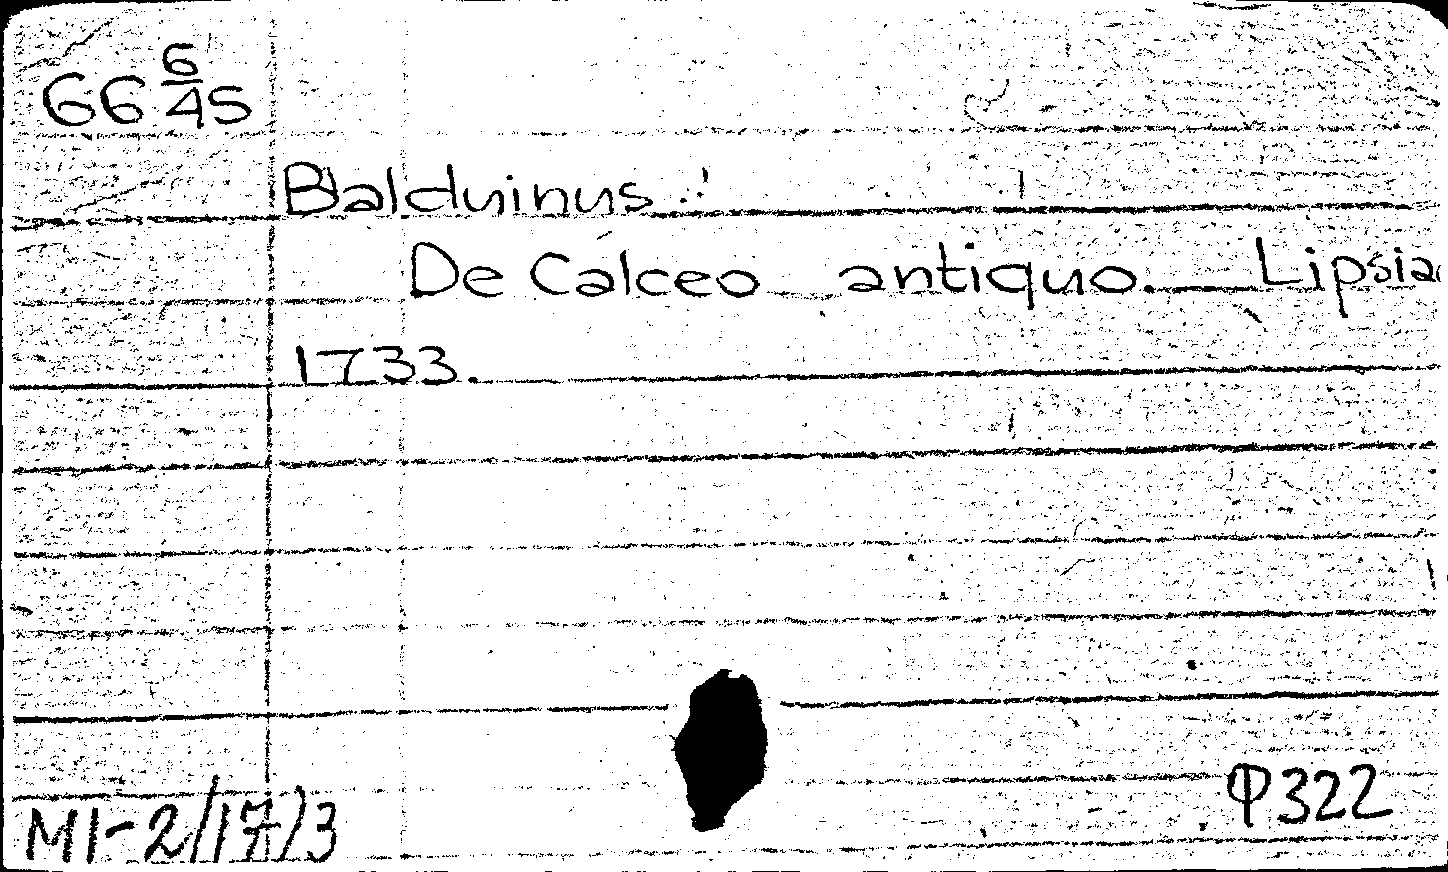 66 6/45
Balduinus.
De Calceo antiquo. Lipsiae
1733.
MI-2/17/3
Ф322